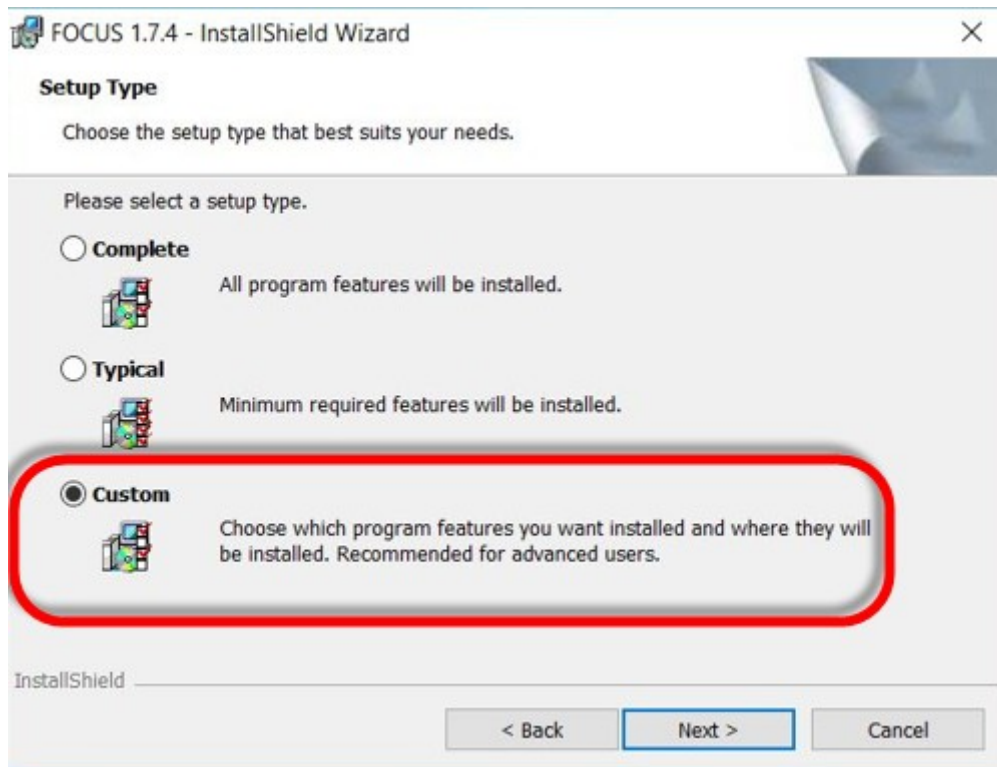 FOCUS 1.7.4 - InstallShield Wizard
Setup Type
Choose the setup type that best suits your needs.
Please select a setup type.
Complete
All program features will be installed.
Typical
Minimum required features will be installed.
Custom
Choose which program features you want installed and where they will
be installed. Recommended for advanced users.
InstallShield
< Back
Next >
Cancel